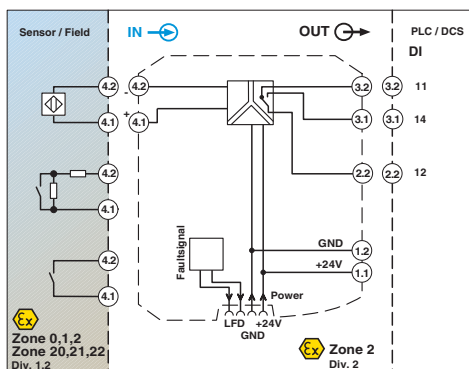 Sensor / Field
IN
OUT
PLC / DCS
DI
4.2
4.2
3.2
3.2
11
-
4.1
+
4.1
3.1
3.1
14
4.2
2.2
2.2
12
4.1
GND
1.2
4.2
Faultsignal
+24V
1.1
4.1
Power
LFD
+24V
GND
Ex
Zone 0,1,2
Zone 20,21,22
Div. 1,2
Ex
Zone 2
Div. 2